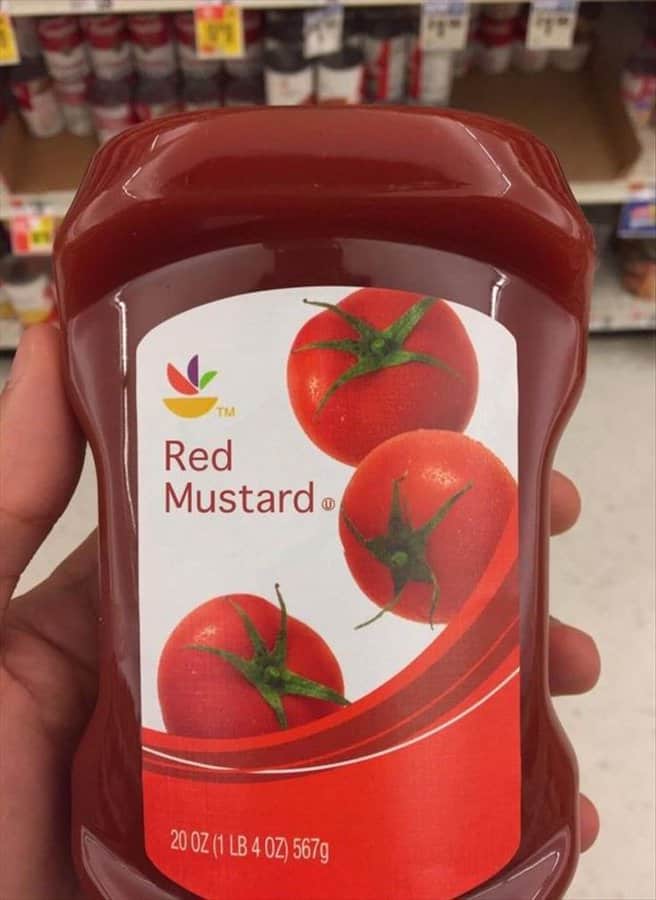 TM
Red
Mustard Ⓤ
20 OZ (1 LB 4 OZ) 567g